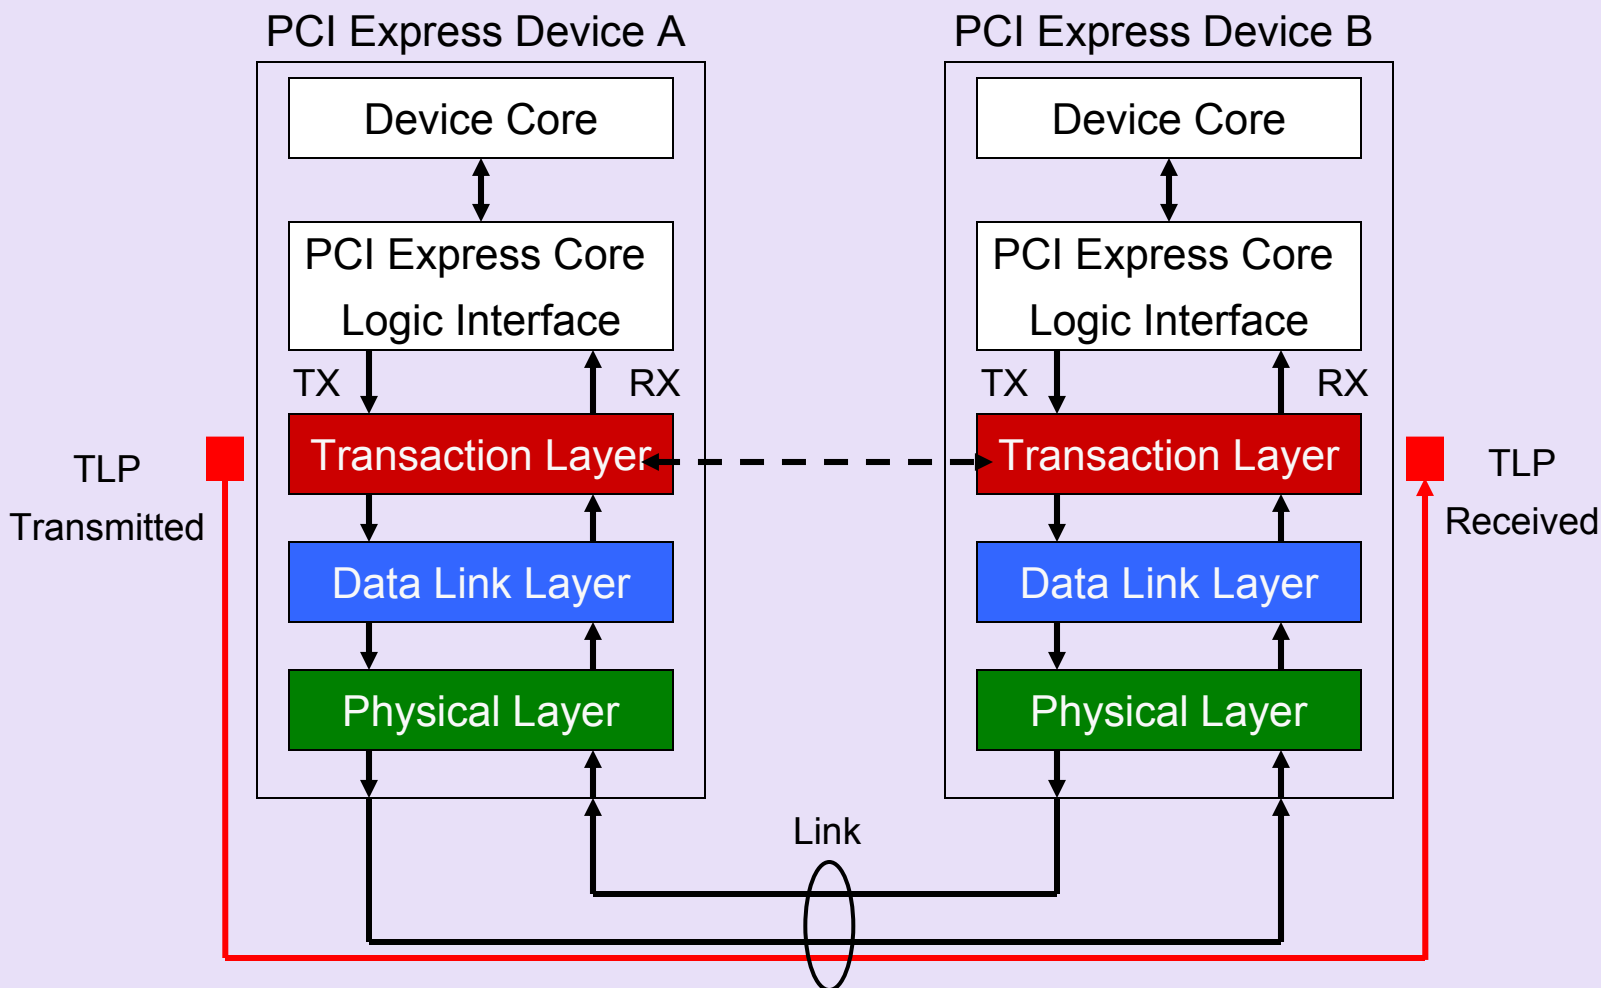 PCI Express Device A
Device Core
PCI Express Core
Logic Interface
TX
RX
Transaction Layer
Data Link Layer
Physical Layer
TLP
Transmitted
PCI Express Device B
Device Core
PCI Express Core
Logic Interface
TX
RX
Transaction Layer
Data Link Layer
Physical Layer
TLP
Received
Link